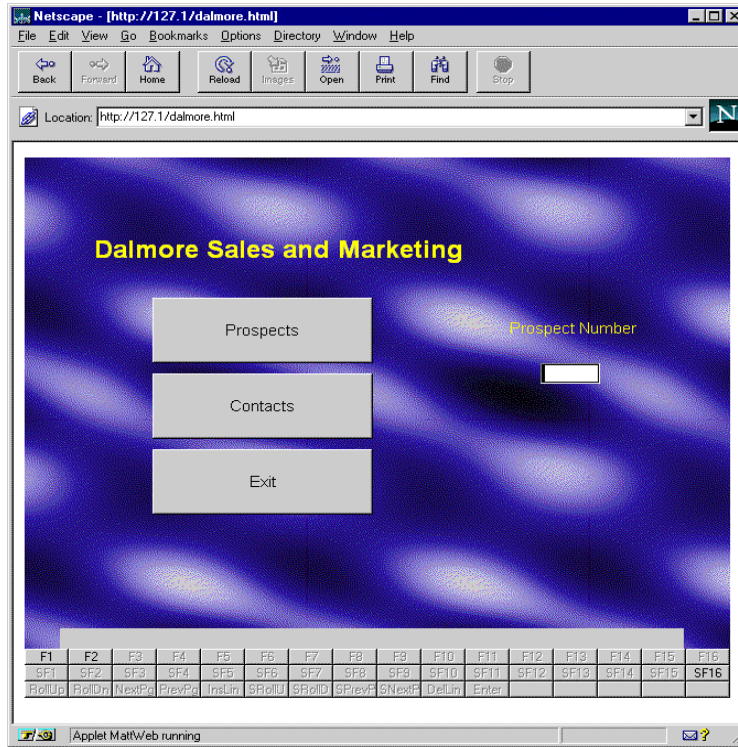 Netscape - [http://127.1/dalmore.html]
File Edit View Go Bookmarks Options Directory Window Help
Back Forward Home Reload Images Open Print Find Stop
Location: http://127.1/dalmore.html
N
Dalmore Sales and Marketing
Prospects
Prospect Number
Contacts
Exit
F1 F2 F3 F4 F5 F6 F7 F8 F9 F10 F11 F12 F13 F14 F15 F16
SF1 SF2 SF3 SF4 SF5 SF6 SF7 SF8 SF9 SF10 SF11 SF12 SF13 SF14 SF15 SF16
RollUp RollDn NextPg PrevPg InsLin SRollU SRollD SPrevP SNextP DelLin Enter
Applet MattWeb running